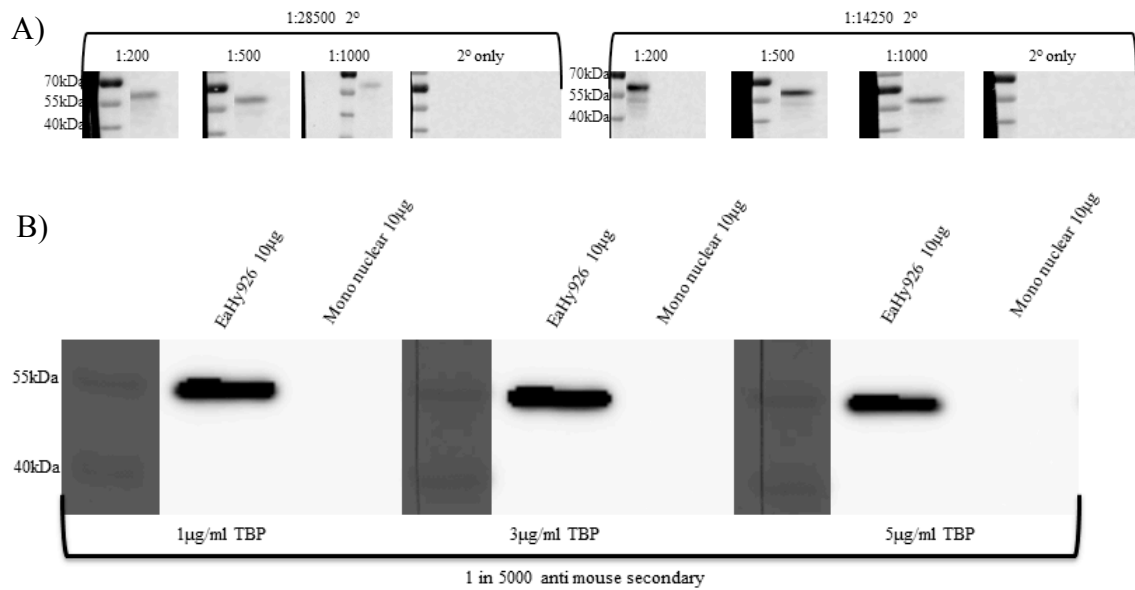 A)
1:28500 2° 1:14250 2°
1:200 1:500 1:1000 2° only 1:200 1:500 1:1000 2° only
70kDa
55kDa
40kDa
70kDa
55kDa
40kDa
B)
EaHy926 10µg
Mono nuclear 10µg
EaHy926 10µg
Mono nuclear 10µg
EaHy926 10µg
Mono nuclear 10µg
55kDa
40kDa
1µg/ml TBP 3µg/ml TBP 5µg/ml TBP
1 in 5000 anti mouse secondary